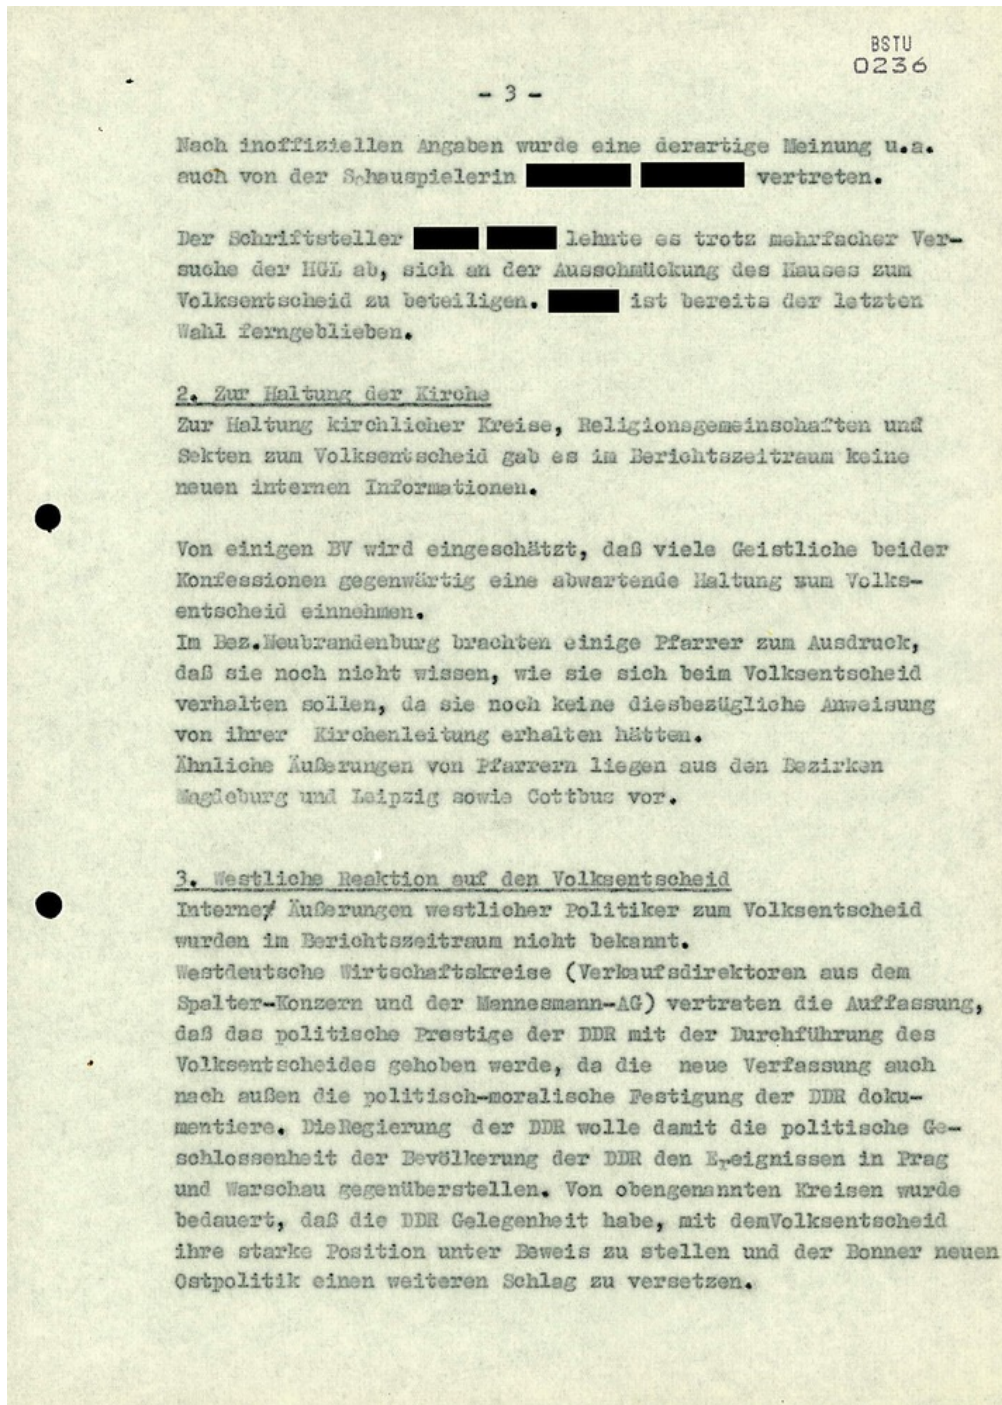 BSTU
0236
- 3 -
Nach inoffiziellen Angaben wurde eine derartige Meinung u.a.
auch von der Schauspielerin vertreten.
Der Schriftsteller lehnte es trotz mehrfacher Ver-
suche der HGL ab, sich an der Ausschmückung des Hauses zum
Volksentscheid zu beteiligen. ist bereits der letzten
Wahl ferngeblieben.
2. Zur Haltung der Kirche
Zur Haltung kirchlicher Kreise, Religionsgemeinschaften und
Sekten zum Volksentscheid gab es im Berichtszeitraum keine
neuen internen Informationen.
Von einigen BV wird eingeschätzt, daß viele Geistliche beider
Konfessionen gegenwärtig eine abwartende Haltung zum Volks-
entscheid einnehmen.
Im Bez.Neubrandenburg brachten einige Pfarrer zum Ausdruck,
daß sie noch nicht wissen, wie sie sich beim Volksentscheid
verhalten sollen, da sie noch keine diesbezügliche Anweisung
von ihrer Kirchenleitung erhalten hätten.
Ähnliche Äußerungen von Pfarrern liegen aus den Bezirken
Magdeburg und Leipzig sowie Cottbus vor.
3. Westliche Reaktion auf den Volksentscheid
Interne Äußerungen westlicher Politiker zum Volksentscheid
wurden im Berichtszeitraum nicht bekannt.
Westdeutsche Wirtschaftskreise (Verkaufsdirektoren aus dem
Spalter-Konzern und der Mannesmann-AG) vertraten die Auffassung,
daß das politische Prestige der DDR mit der Durchführung des
Volksentscheides gehoben werde, da die neue Verfassung auch
nach außen die politisch-moralische Festigung der DDR doku-
mentiere. DieRegierung der DDR wolle damit die politische Ge-
schlossenheit der Bevölkerung der DDR den Ereignissen in Prag
und Warschau gegenüberstellen. Von obengenannten Kreisen wurde
bedauert, daß die DDR Gelegenheit habe, mit demVolksentscheid
ihre starke Position unter Beweis zu stellen und der Bonner neuen
Ostpolitik einen weiteren Schlag zu versetzen.